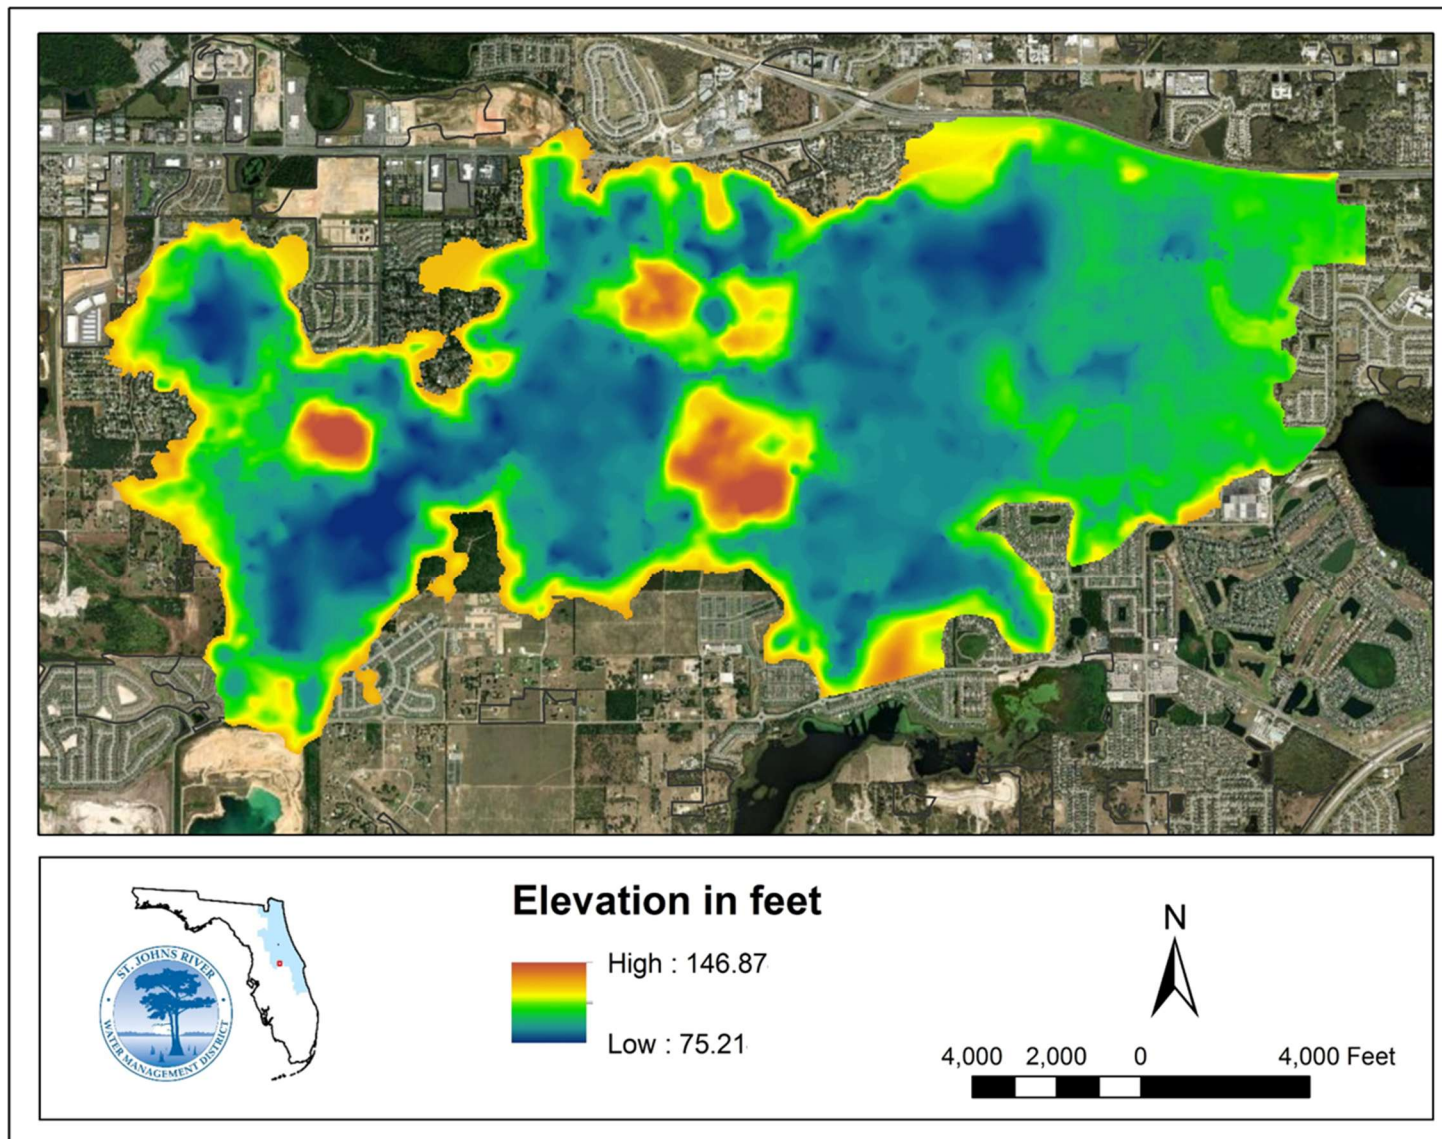 Elevation in feet
High : 146.87
Low : 75.21
ST. JOHNS RIVER
WATER MANAGEMENT DISTRICT
N
4,000 2,000 0 4,000 Feet